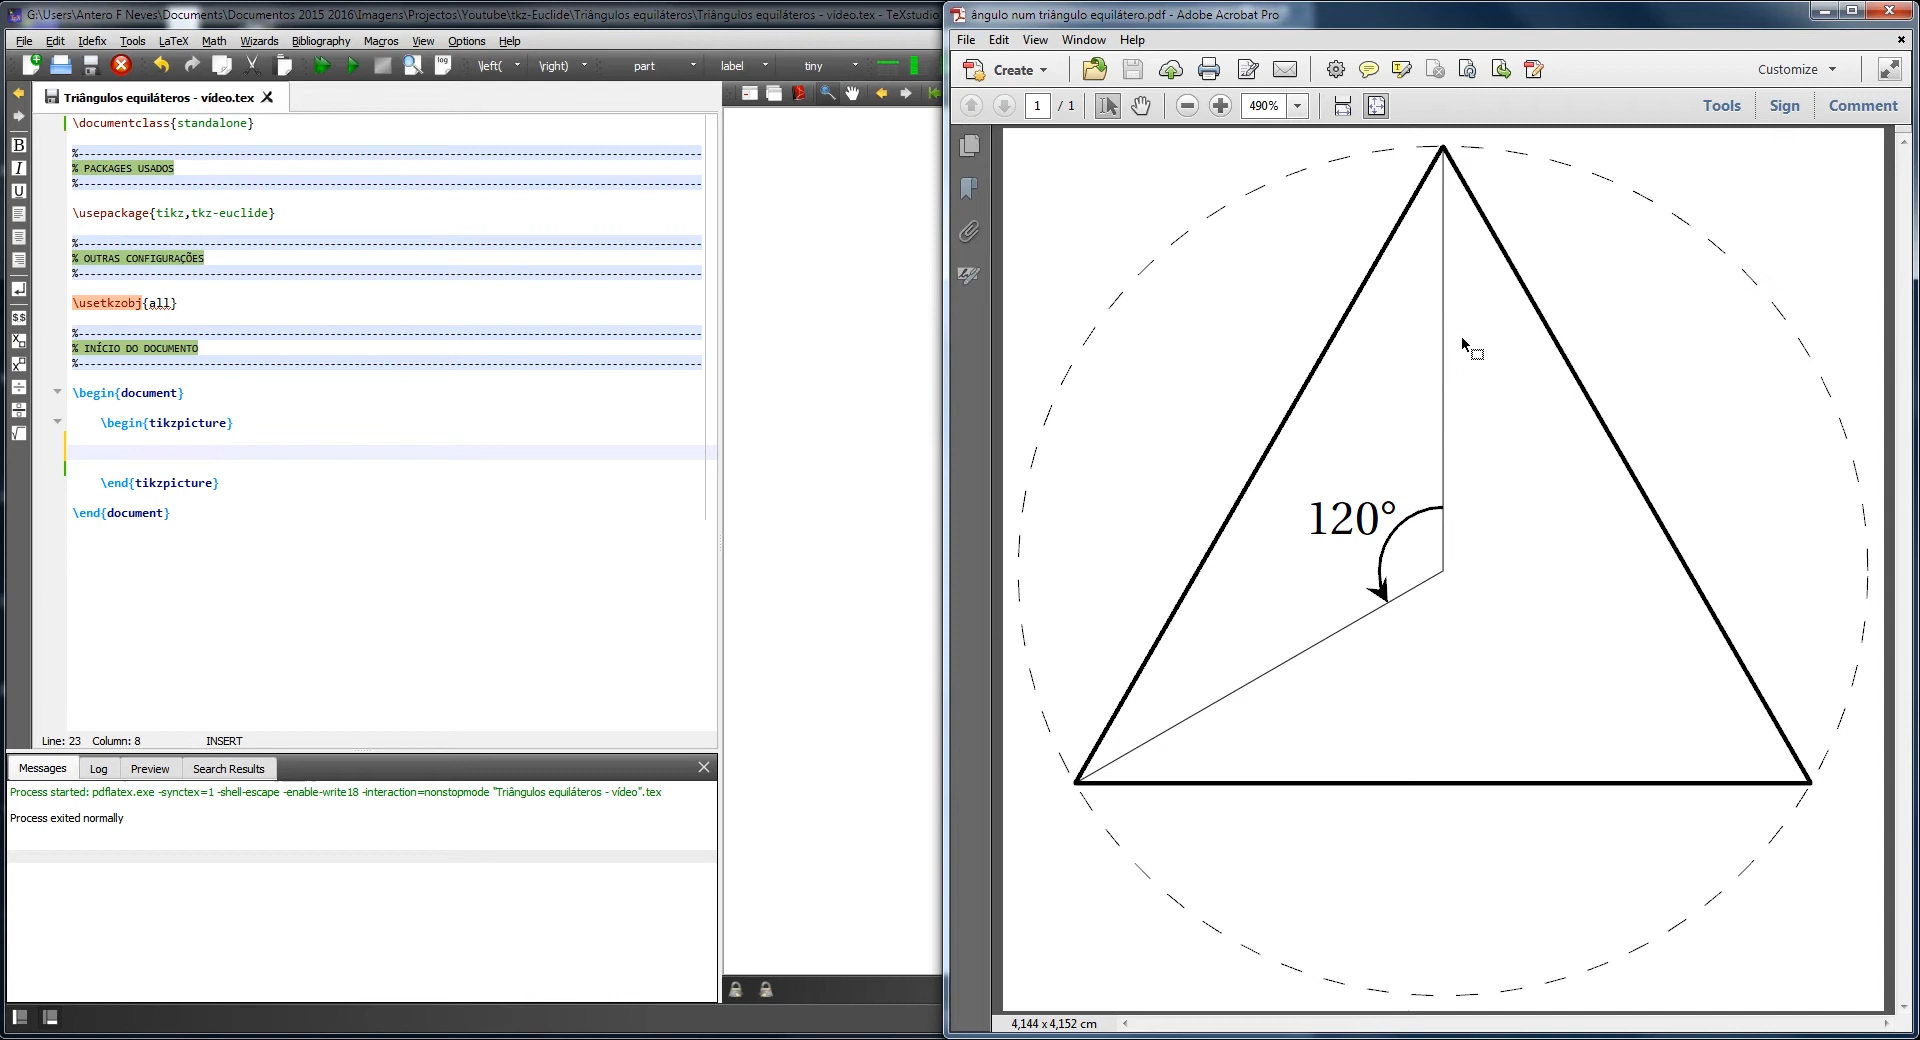 G:\Users\Antero F Neves\Documents\Documentos 2015 2016\Imagens\Projectos\Youtube\tkz-Euclide\Triângulos equiláteros\Triângulos equiláteros - vídeo.tex - TeXstudio
File Edit Idefix Tools LaTeX Math Wizards Bibliography Macros View Options Help
log \left( \right) part label tiny
Triângulos equiláteros - vídeo.tex
\documentclass{standalone}
%--------------------------------------------------------------------------------
% PACKAGES USADOS
%--------------------------------------------------------------------------------
\usepackage{tikz,tkz-euclide}
%--------------------------------------------------------------------------------
% OUTRAS CONFIGURAÇÕES
%--------------------------------------------------------------------------------
\usetkzobj{all}
%--------------------------------------------------------------------------------
% INÍCIO DO DOCUMENTO
%--------------------------------------------------------------------------------
\begin{document}
\begin{tikzpicture}
\end{tikzpicture}
\end{document}
B
I
U
$$
Line: 23 Column: 8 INSERT
Messages Log Preview Search Results
Process started: pdflatex.exe -synctex=1 -shell-escape -enable-write18 -interaction=nonstopmode "Triângulos equiláteros - vídeo".tex
Process exited normally
ângulo num triângulo equilátero.pdf - Adobe Acrobat Pro
File Edit View Window Help
Create Customize
1 / 1 490% Tools Sign Comment
120°
4,144 x 4,152 cm